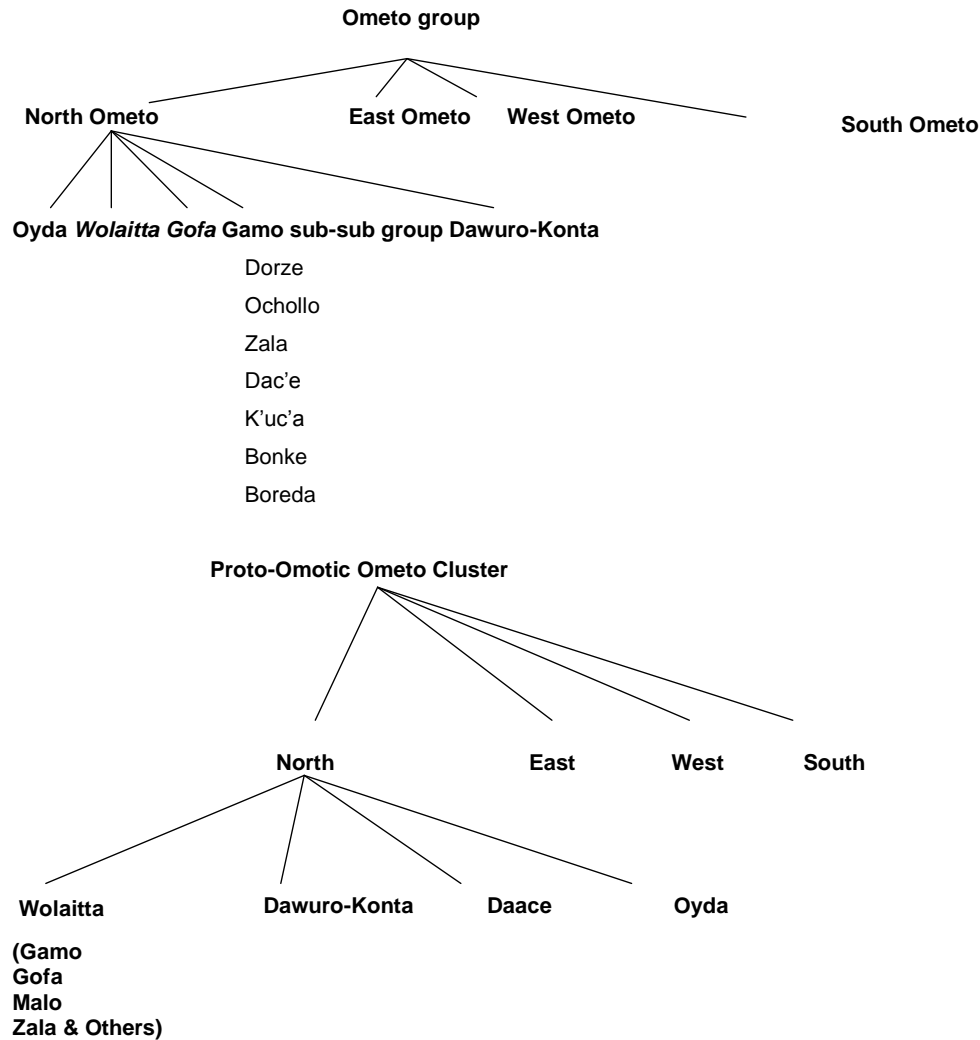 Ometo group
North Ometo East Ometo West Ometo South Ometo
Oyda Wolaitta Gofa Gamo sub-sub group Dawuro-Konta
Dorze
Ochollo
Zala
Dac’e
K’uc’a
Bonke
Boreda
Proto-Omotic Ometo Cluster
North East West South
Wolaitta Dawuro-Konta Daace Oyda
(Gamo
Gofa
Malo
Zala & Others)